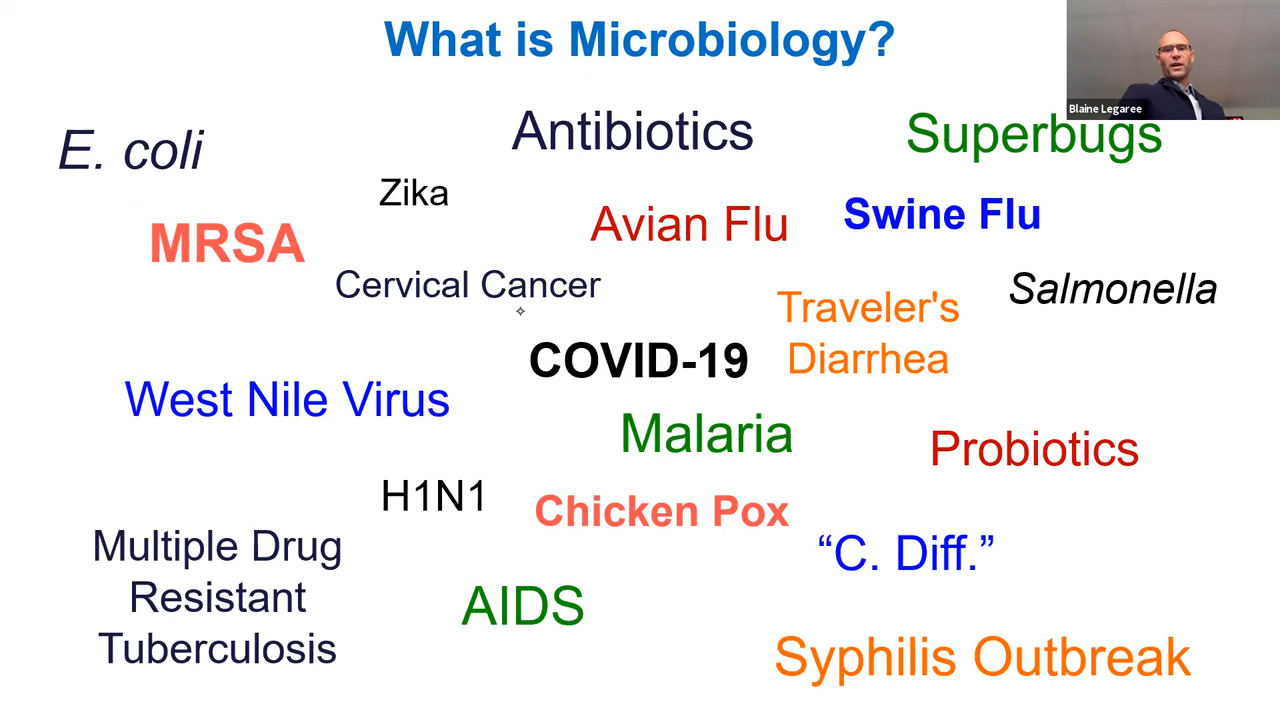 What is Microbiology?
Blaine Legaree
E. coli
Antibiotics
Superbugs
Zika
MRSA
Avian Flu
Swine Flu
Cervical Cancer
Traveler's
Diarrhea
Salmonella
COVID-19
West Nile Virus
Malaria
Probiotics
H1N1
Chicken Pox
Multiple Drug
Resistant
Tuberculosis
“C. Diff.”
AIDS
Syphilis Outbreak